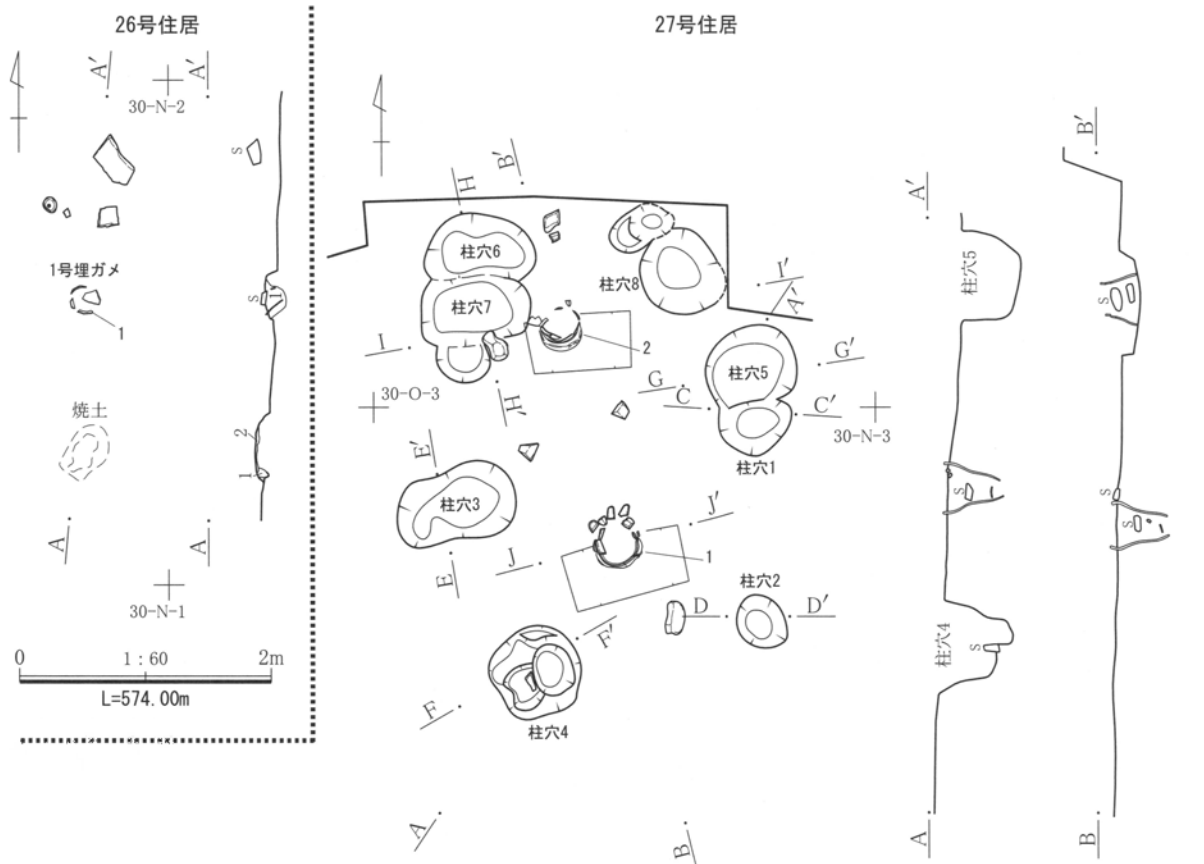 26号住居
A′
A′
30-N-2
S
1号埋ガメ
1
S
1
焼土
2
1
A
A
30-N-1
0
1：60
2m
L=574.00m
27号住居
B′
H
柱穴6
柱穴8
柱穴7
I′
A′
2
I
G′
柱穴5
G
C
C′
30-O-3
H′
30-N-3
柱穴1
E′
柱穴3
J′
J
1
E
柱穴2
D
D′
F′
F
柱穴4
A
B
A′
柱穴5
S
柱穴4
S
A
B′
S
S
S
B